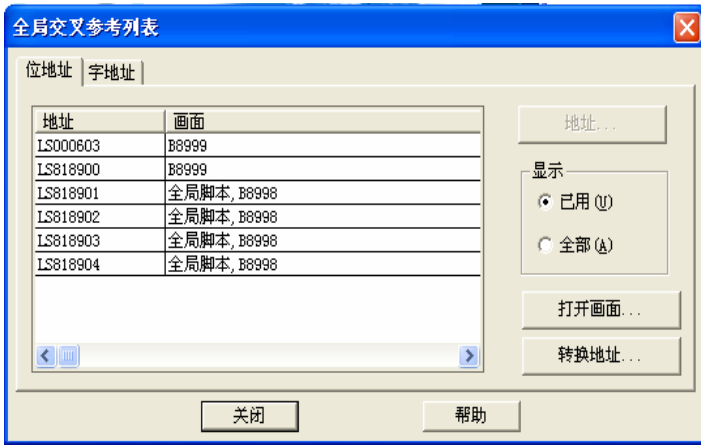 全局交叉参考列表
位地址 字地址
地址 画面
LS000603 B8999
LS818900 B8999
LS818901 全局脚本, B8998
LS818902 全局脚本, B8998
LS818903 全局脚本, B8998
LS818904 全局脚本, B8998
地址...
显示
已用(U)
全部(A)
打开画面...
转换地址...
关闭 帮助